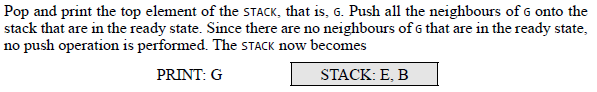 Pop and print the top element of the STACK, that is, G. Push all the neighbours of G onto the
stack that are in the ready state. Since there are no neighbours of G that are in the ready state,
no push operation is performed. The STACK now becomes
PRINT: G STACK: E, B